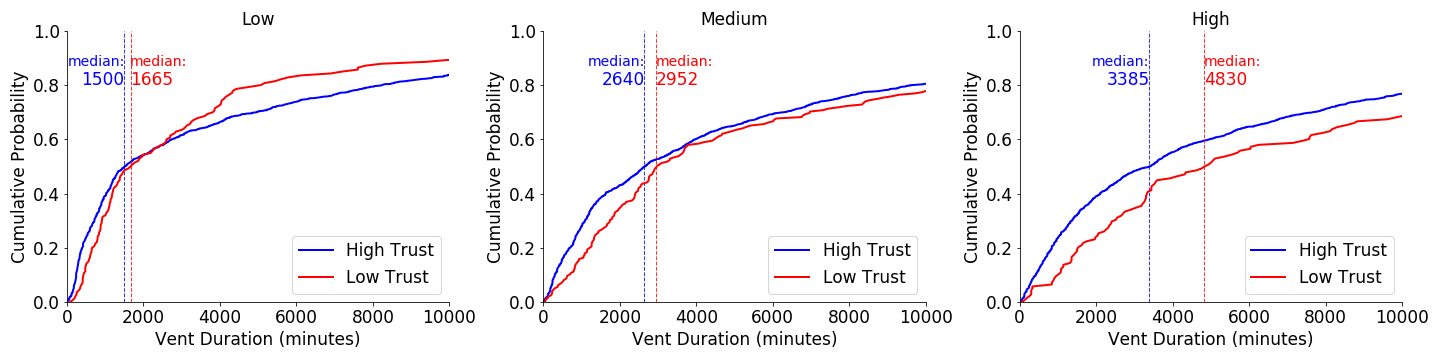 Low
Cumulative Probability
1.0
0.8
0.6
0.4
0.2
0.0
median:
1500
median:
1665
High Trust
Low Trust
0 2000 4000 6000 8000 10000
Vent Duration (minutes)
Medium
Cumulative Probability
1.0
0.8
0.6
0.4
0.2
0.0
median:
2640
median:
2952
High Trust
Low Trust
0 2000 4000 6000 8000 10000
Vent Duration (minutes)
High
Cumulative Probability
1.0
0.8
0.6
0.4
0.2
0.0
median:
3385
median:
4830
High Trust
Low Trust
0 2000 4000 6000 8000 10000
Vent Duration (minutes)